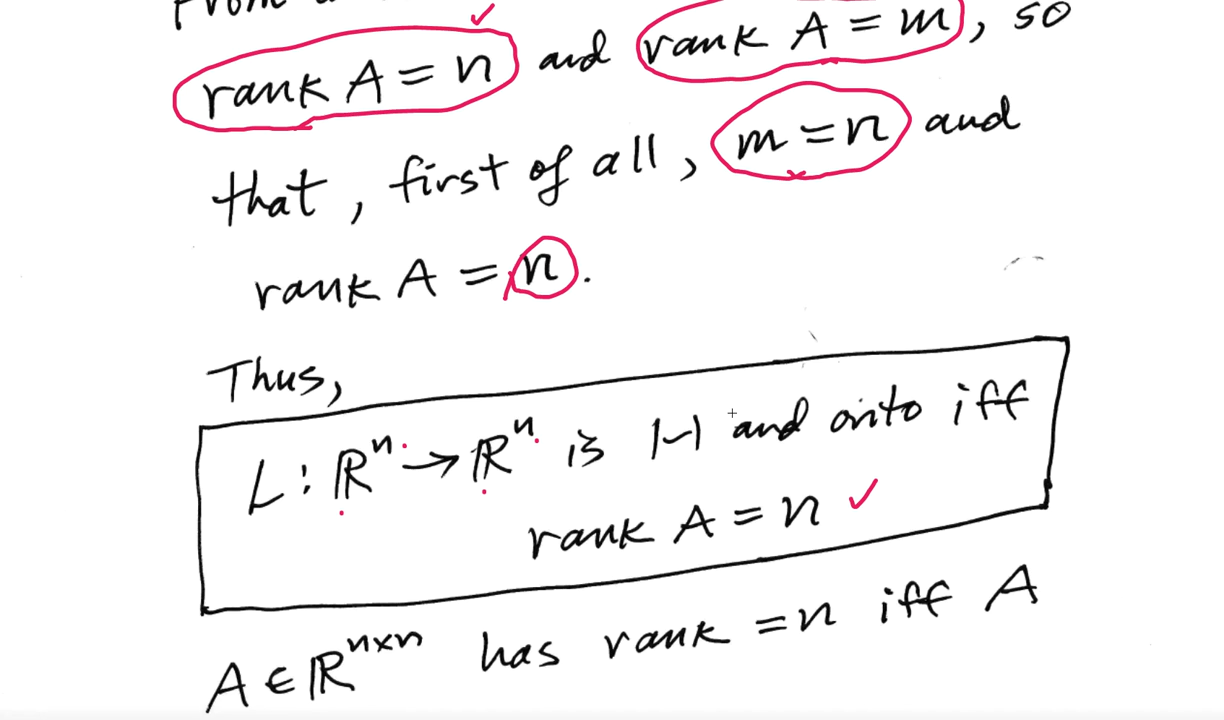 From
rank A = n and rank A = m, so
that, first of all, m = n and
rank A = n.
Thus,
L: ℝⁿ → ℝⁿ is 1-1 and onto iff
rank A = n ✓
A ∈ ℝⁿˣⁿ has rank = n iff A